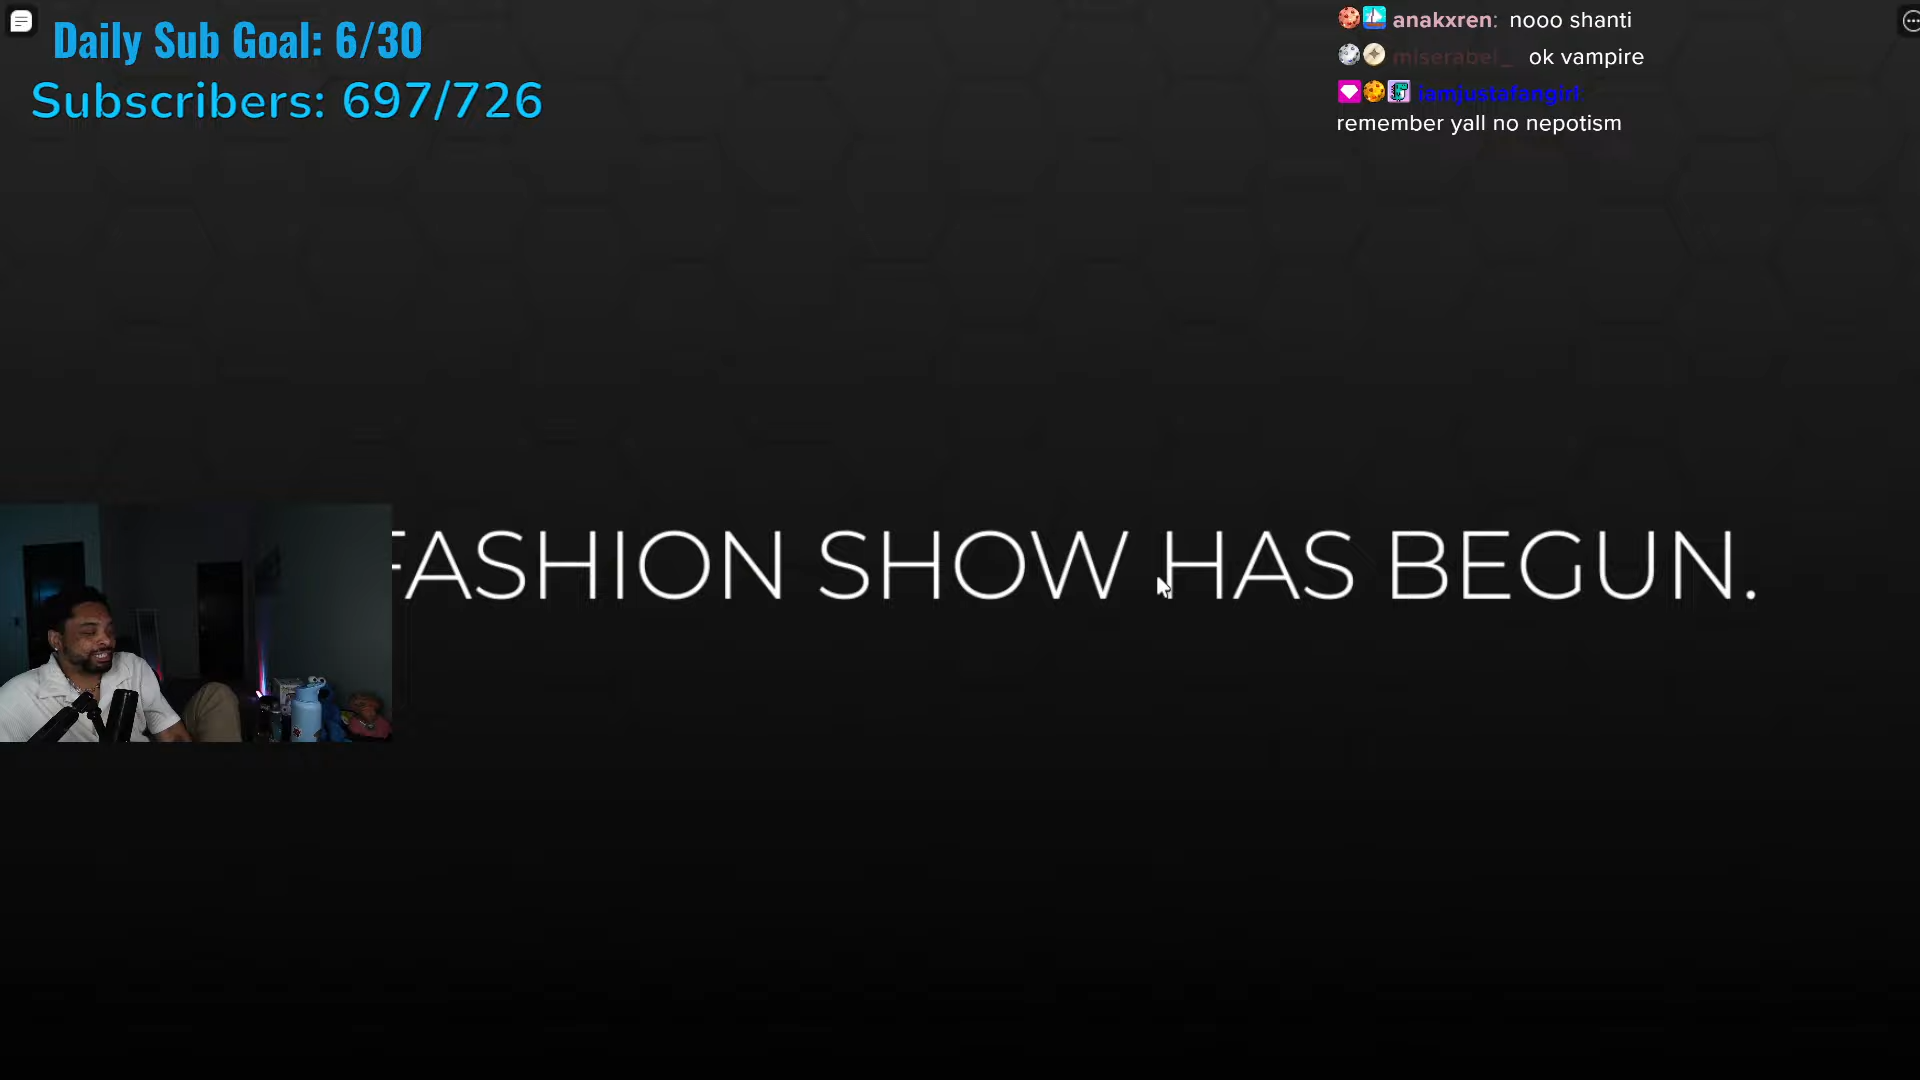 Daily Sub Goal: 6/30
Subscribers: 697/726
anakxren: nooo shanti
miserabel_ ok vampire
iamjustafangirl
remember yall no nepotism
FASHION SHOW HAS BEGUN.